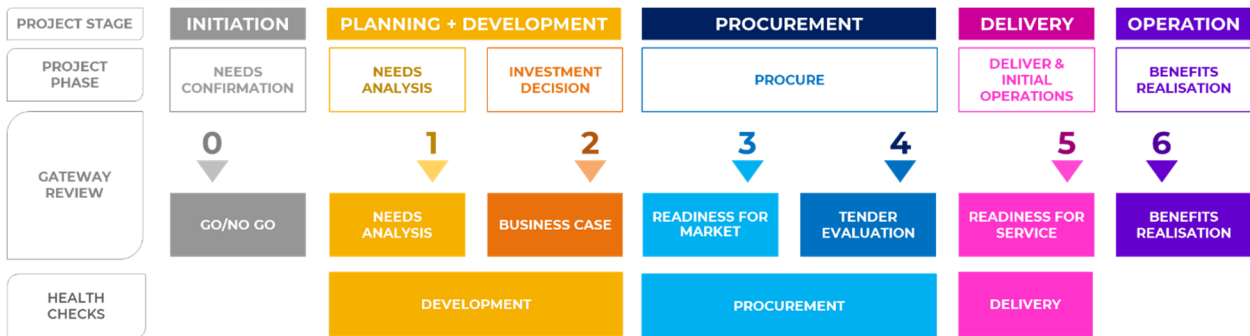 PROJECT STAGE
INITIATION
PLANNING + DEVELOPMENT
PROCUREMENT
DELIVERY
OPERATION
PROJECT
PHASE
NEEDS
CONFIRMATION
NEEDS
ANALYSIS
INVESTMENT
DECISION
PROCURE
DELIVER &
INITIAL
OPERATIONS
BENEFITS
REALISATION
GATEWAY
REVIEW
0
1
2
3
4
5
6
GO/NO GO
NEEDS
ANALYSIS
BUSINESS CASE
READINESS FOR
MARKET
TENDER
EVALUATION
READINESS FOR
SERVICE
BENEFITS
REALISATION
HEALTH
CHECKS
DEVELOPMENT
PROCUREMENT
DELIVERY